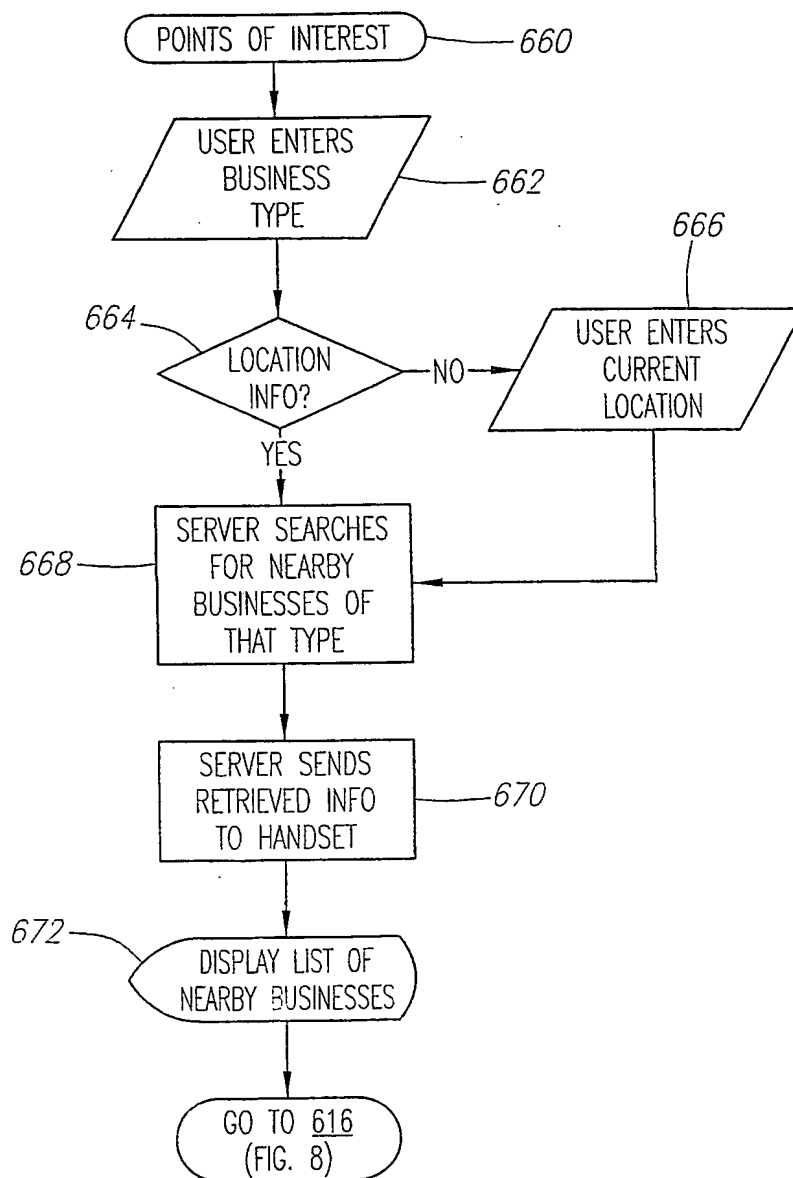 POINTS OF INTEREST
660
USER ENTERS
BUSINESS
TYPE
662
666
664
LOCATION
INFO?
NO
USER ENTERS
CURRENT
LOCATION
YES
668
SERVER SEARCHES
FOR NEARBY
BUSINESSES OF
THAT TYPE
SERVER SENDS
RETRIEVED INFO
TO HANDSET
670
672
DISPLAY LIST OF
NEARBY BUSINESSES
GO TO 616
(FIG. 8)